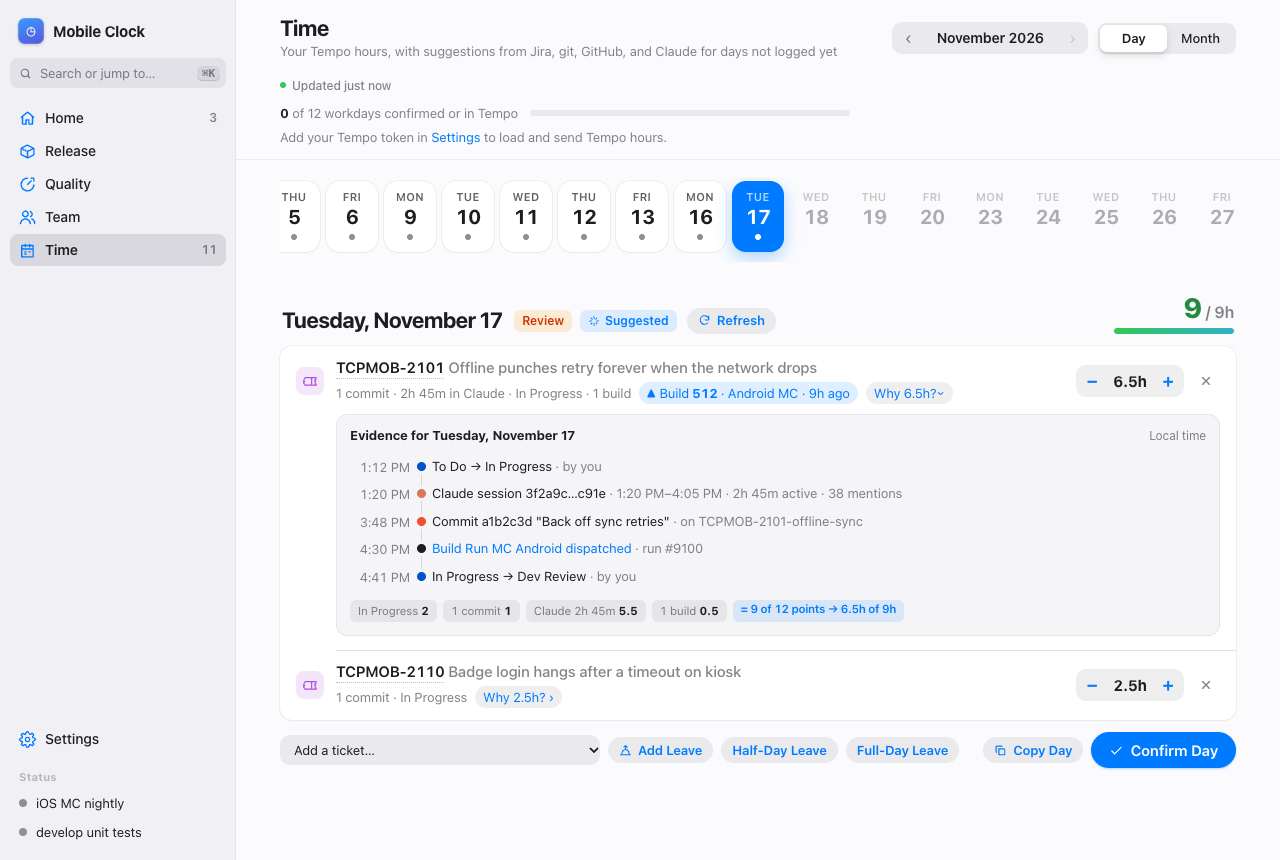 Mobile Clock
Search or jump to... ⌘K
Home 3
Release
Quality
Team
Time 11
Settings
Status
iOS MC nightly
develop unit tests
Time
Your Tempo hours, with suggestions from Jira, git, GitHub, and Claude for days not logged yet
‹ November 2026 ›
Day Month
Updated just now
0 of 12 workdays confirmed or in Tempo
Add your Tempo token in Settings to load and send Tempo hours.
THU FRI MON TUE WED THU FRI MON TUE WED THU FRI MON TUE WED THU FRI
5 6 9 10 11 12 13 16 17 18 19 20 23 24 25 26 27
Tuesday, November 17 Review Suggested Refresh 9 / 9h
TCPMOB-2101 Offline punches retry forever when the network drops
1 commit · 2h 45m in Claude · In Progress · 1 build ▲ Build 512 · Android MC · 9h ago Why 6.5h?
− 6.5h + ×
Evidence for Tuesday, November 17 Local time
1:12 PM To Do → In Progress · by you
1:20 PM Claude session 3f2a9c…c91e · 1:20 PM–4:05 PM · 2h 45m active · 38 mentions
3:48 PM Commit a1b2c3d "Back off sync retries" · on TCPMOB-2101-offline-sync
4:30 PM Build Run MC Android dispatched · run #9100
4:41 PM In Progress → Dev Review · by you
In Progress 2 1 commit 1 Claude 2h 45m 5.5 1 build 0.5 = 9 of 12 points → 6.5h of 9h
TCPMOB-2110 Badge login hangs after a timeout on kiosk
1 commit · In Progress Why 2.5h? ›
− 2.5h + ×
Add a ticket... Add Leave Half-Day Leave Full-Day Leave Copy Day Confirm Day